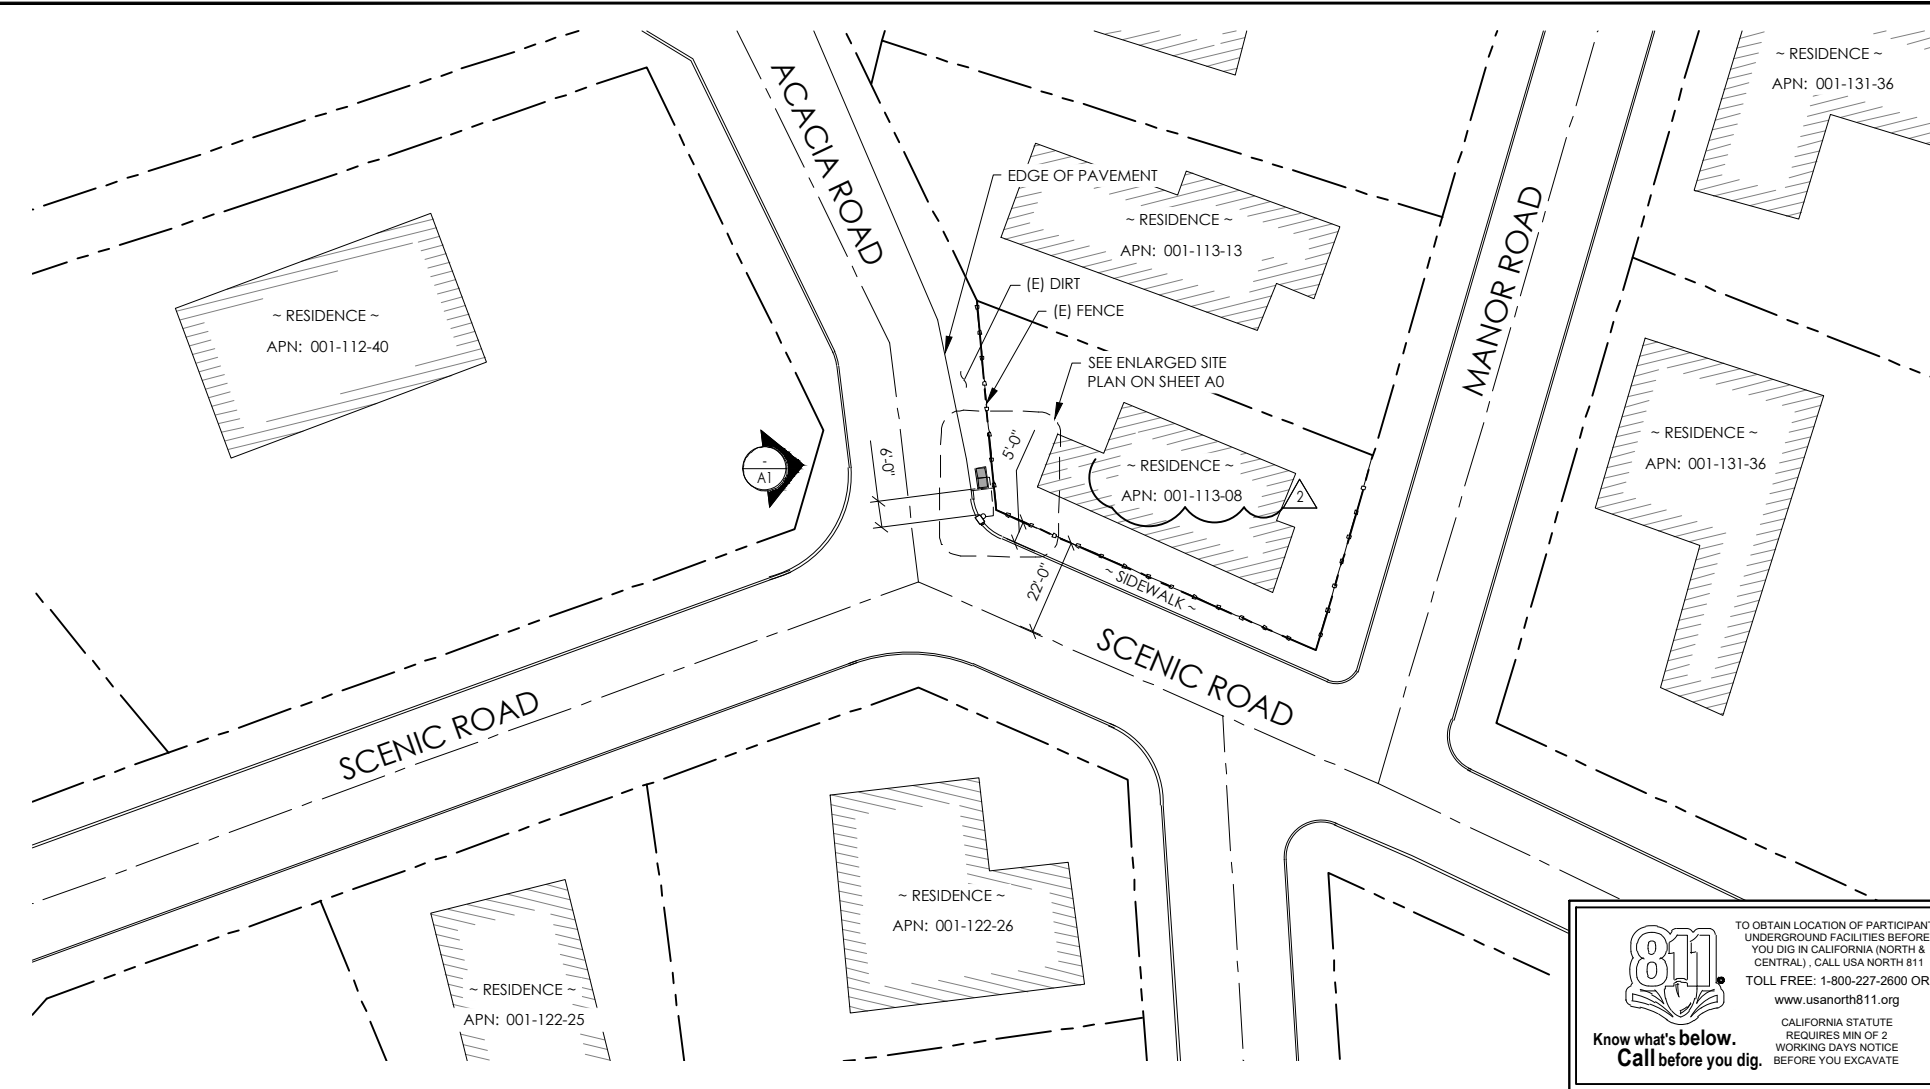 ACACIA ROAD
~ RESIDENCE ~
APN: 001-131-36
EDGE OF PAVEMENT
~ RESIDENCE ~
APN: 001-113-13
MANOR ROAD
(E) DIRT
(E) FENCE
~ RESIDENCE ~
APN: 001-112-40
SEE ENLARGED SITE
PLAN ON SHEET A0
~ RESIDENCE ~
APN: 001-131-36
-
A1
6'-0"
5'-0"
~ RESIDENCE ~
APN: 001-113-08
2
22'-0"
~ SIDEWALK ~
SCENIC ROAD
SCENIC ROAD
~ RESIDENCE ~
APN: 001-122-26
~ RESIDENCE ~
APN: 001-122-25
811
Know what's below.
Call before you dig.
TO OBTAIN LOCATION OF PARTICIPANT
UNDERGROUND FACILITIES BEFORE
YOU DIG IN CALIFORNIA (NORTH &
CENTRAL) , CALL USA NORTH 811
TOLL FREE: 1-800-227-2600 OR
www.usanorth811.org
CALIFORNIA STATUTE
REQUIRES MIN OF 2
WORKING DAYS NOTICE
BEFORE YOU EXCAVATE